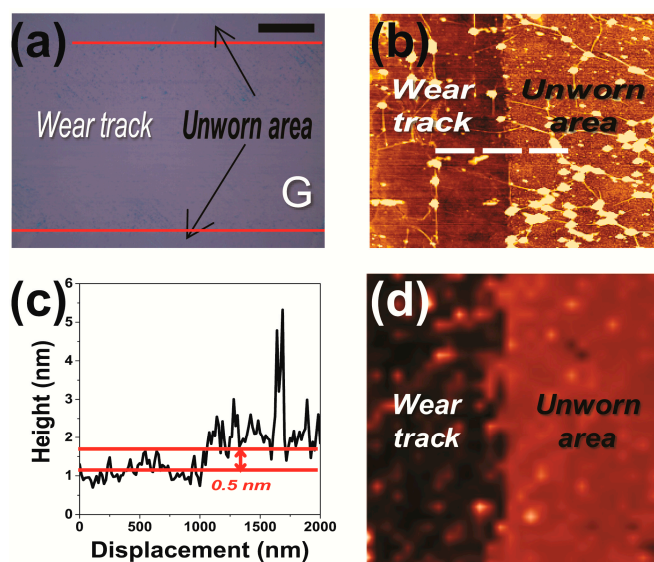 (a)
Wear track
Unworn area
G
(b)
Wear
track
Unworn
area
(c)
Height (nm)
6
5
4
3
2
1
0
0.5 nm
0
500
1000
1500
2000
Displacement (nm)
(d)
Wear
track
Unworn
area